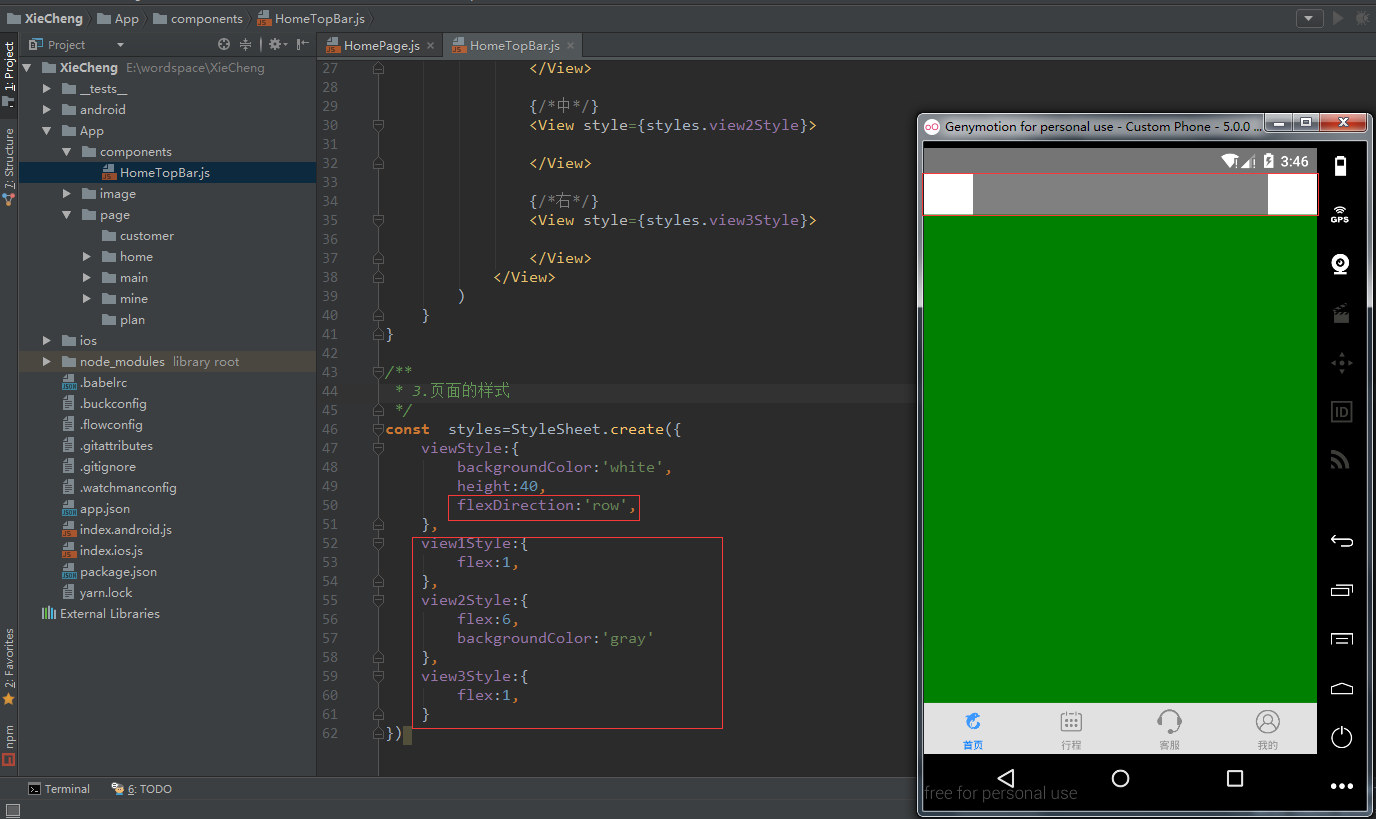 XieCheng App components HomeTopBar.js
Project
HomePage.js HomeTopBar.js
1: Project
7: Structure
2: Favorites
npm
XieCheng E:\wordspace\XieCheng
__tests__
android
App
components
HomeTopBar.js
image
page
customer
home
main
mine
plan
ios
node_modules library root
.babelrc
.buckconfig
.flowconfig
.gitattributes
.gitignore
.watchmanconfig
app.json
index.android.js
index.ios.js
package.json
yarn.lock
External Libraries
27 </View>
28
29 {/*中*/}
30 <View style={styles.view2Style}>
31
32 </View>
33
34 {/*右*/}
35 <View style={styles.view3Style}>
36
37 </View>
38 </View>
39 )
40 }
41 }
42
43 /**
44 * 3.页面的样式
45 */
46 const styles=StyleSheet.create({
47 viewStyle:{
48 backgroundColor:'white',
49 height:40,
50 flexDirection:'row',
51 },
52 view1Style:{
53 flex:1,
54 },
55 view2Style:{
56 flex:6,
57 backgroundColor:'gray'
58 },
59 view3Style:{
60 flex:1,
61 }
62 })
Genymotion for personal use - Custom Phone - 5.0.0 ...
3:46
GPS
ID
首页 行程 客服 我的
free for personal use
Terminal 6: TODO